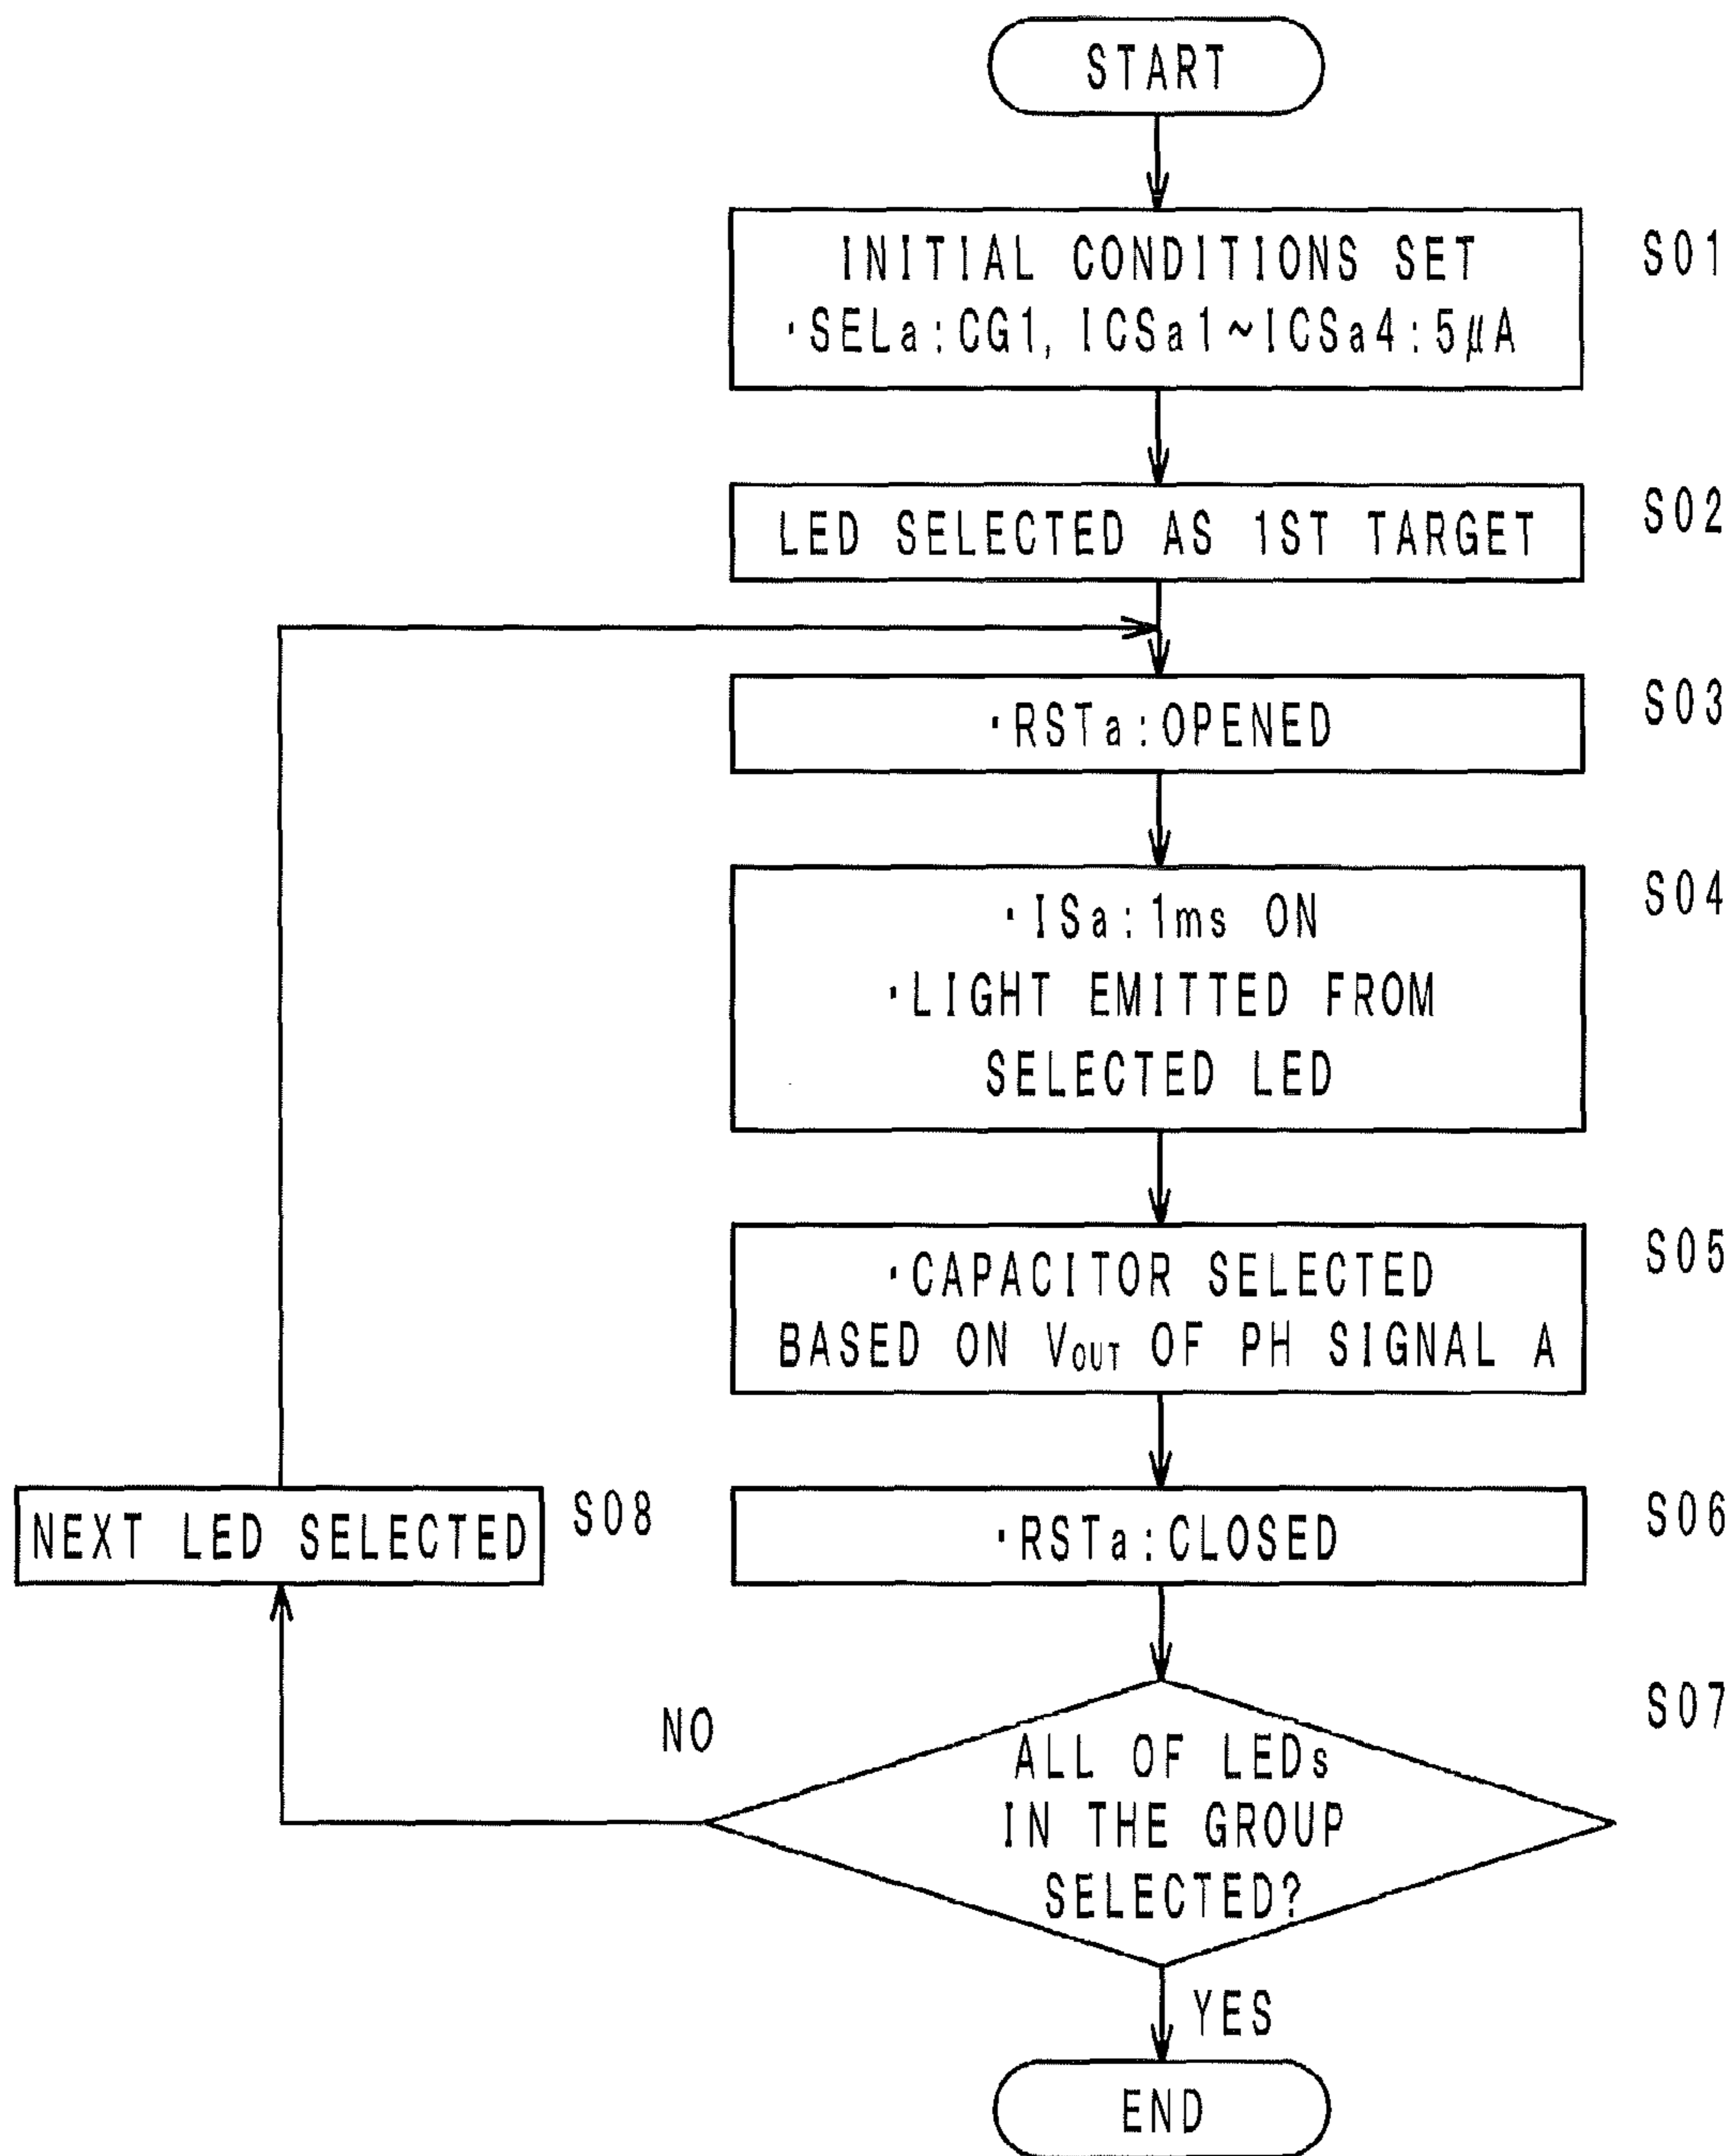 START
INITIAL CONDITIONS SET
·SELa:CG1, ICSa1~ICSa4:5μA
S01
LED SELECTED AS 1ST TARGET
S02
·RSTa:OPENED
S03
·ISa:1ms ON
·LIGHT EMITTED FROM
SELECTED LED
S04
·CAPACITOR SELECTED
BASED ON VOUT OF PH SIGNAL A
S05
·RSTa:CLOSED
S06
NEXT LED SELECTED
S08
ALL OF LEDs
IN THE GROUP
SELECTED?
S07
NO
YES
END